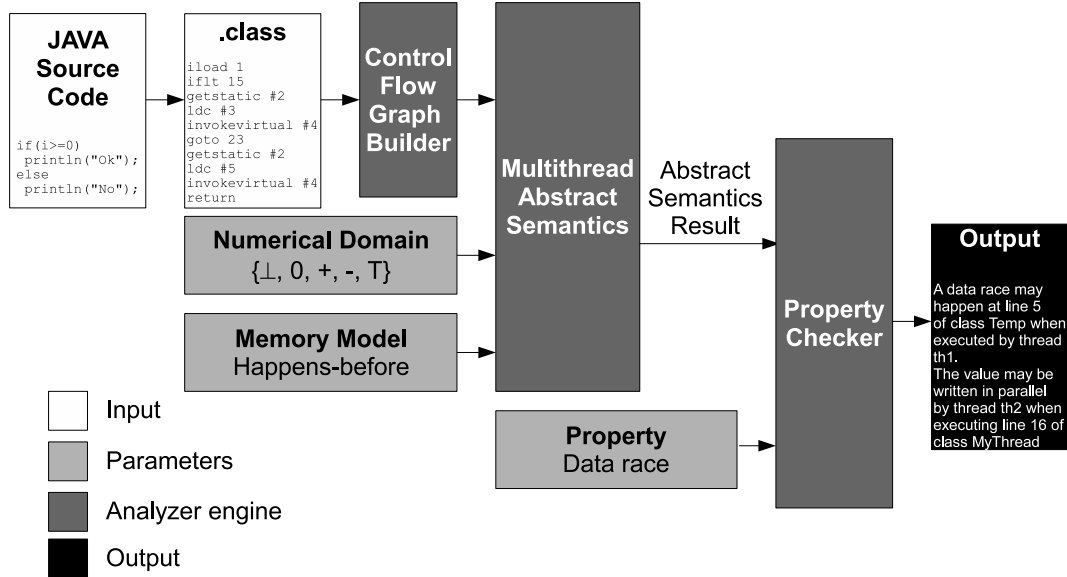 JAVA
Source
Code
if(i>=0)
println("Ok");
else
println("No");
.class
iload 1
iflt 15
getstatic #2
ldc #3
invokevirtual #4
goto 23
getstatic #2
ldc #5
invokevirtual #4
return
Control
Flow
Graph
Builder
Numerical Domain
{⊥, 0, +, -, T}
Memory Model
Happens-before
Multithread
Abstract
Semantics
Abstract
Semantics
Result
Property
Data race
Property
Checker
Output
A data race may
happen at line 5
of class Temp when
executed by thread
th1.
The value may be
written in parallel
by thread th2 when
executing line 16 of
class MyThread
Input
Parameters
Analyzer engine
Output